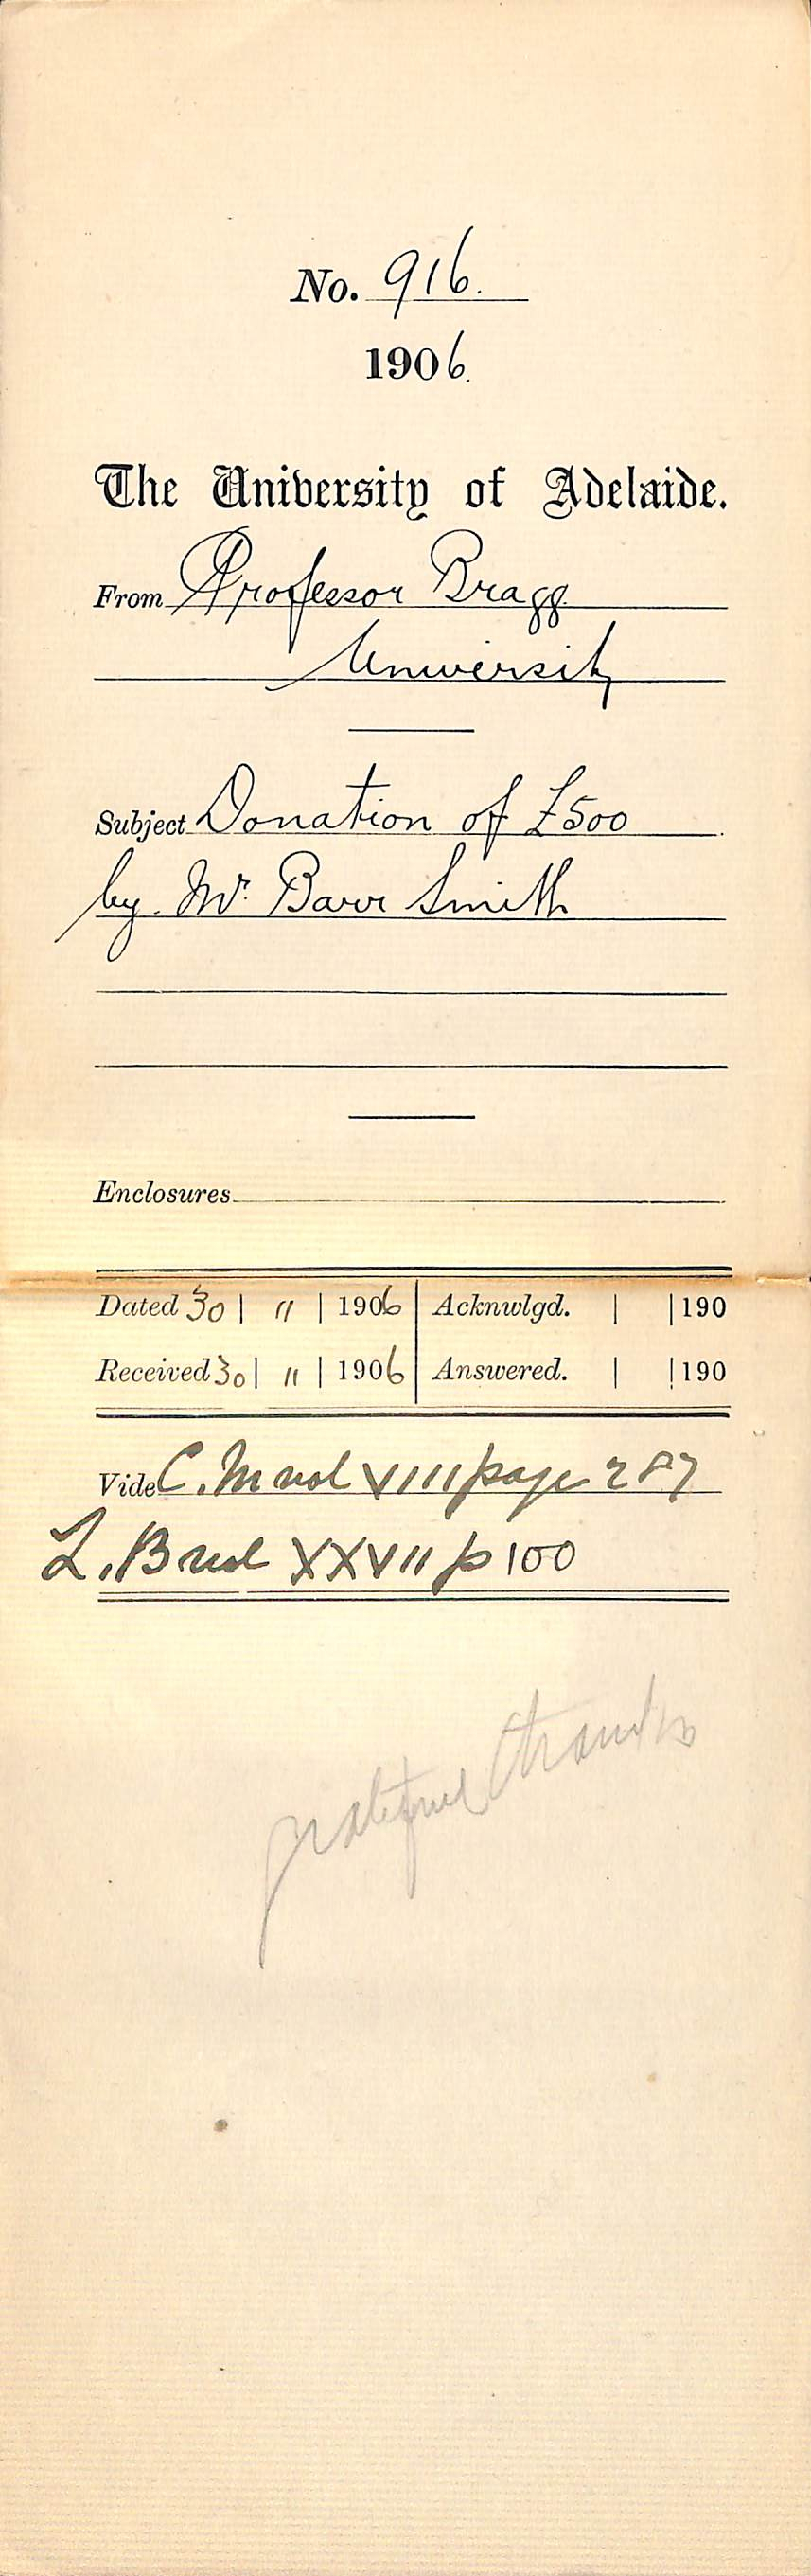 No. 916.
1906.
The University of Adelaide.
From Professor Bragg
University
Subject Donation of £500
by Mr. Barr Smith
Enclosures
Dated 30 | 11 | 1906 | Acknwlgd. | | 190
Received 30 | 11 | 1906 | Answered. | | 190
Vide C. M vol VIII page 287
L. B vol XXVII p 100
grateful thanks